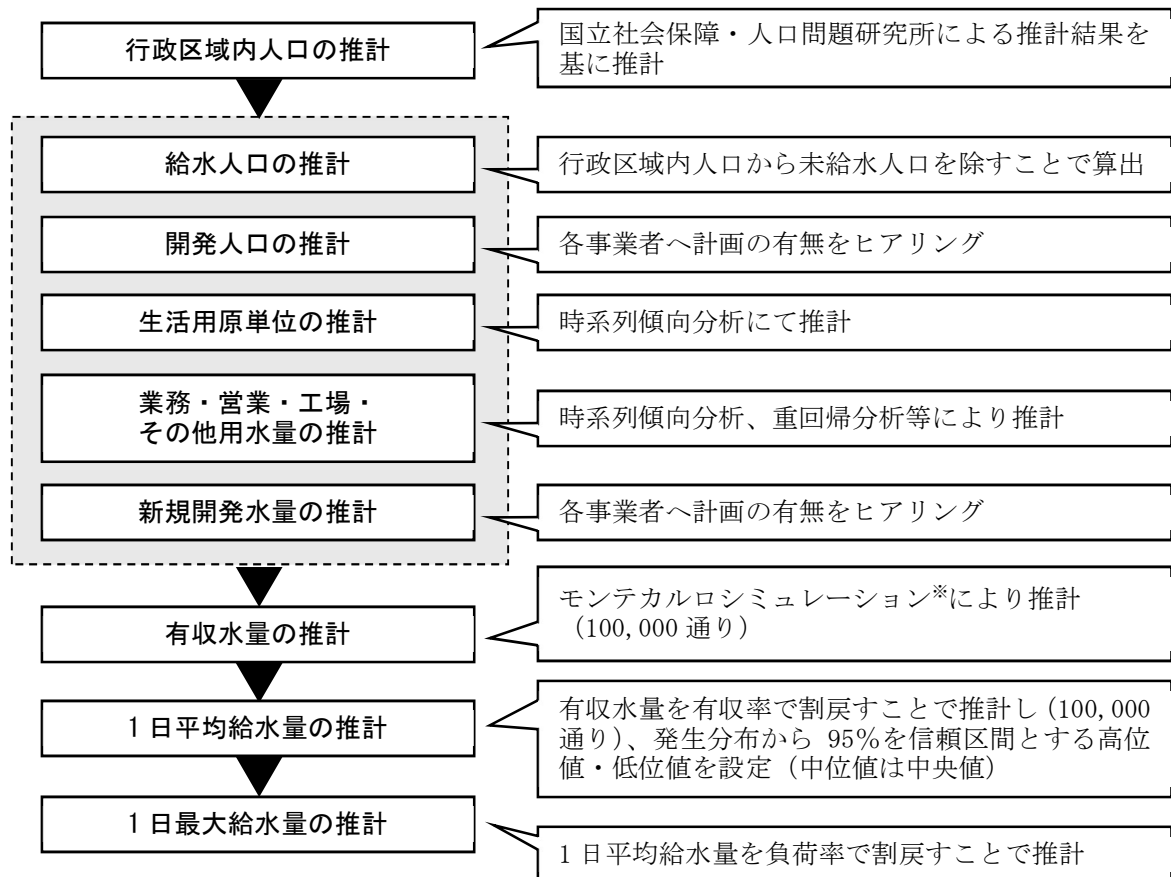 行政区域内人口の推計
国立社会保障・人口問題研究所による推計結果を
基に推計
給水人口の推計
行政区域内人口から未給水人口を除すことで算出
開発人口の推計
各事業者へ計画の有無をヒアリング
生活用原単位の推計
時系列傾向分析にて推計
業務・営業・工場・
その他用水量の推計
時系列傾向分析、重回帰分析等により推計
新規開発水量の推計
各事業者へ計画の有無をヒアリング
有収水量の推計
モンテカルロシミュレーション※により推計
（100,000 通り）
1 日平均給水量の推計
有収水量を有収率で割戻すことで推計し（100,000
通り）、発生分布から 95％を信頼区間とする高位
値・低位値を設定（中位値は中央値）
1 日最大給水量の推計
1 日平均給水量を負荷率で割戻すことで推計